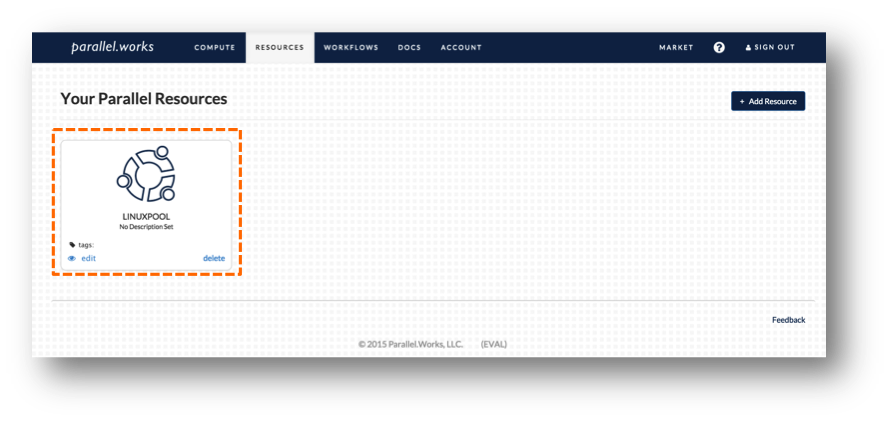 parallel.works COMPUTE RESOURCES WORKFLOWS DOCS ACCOUNT MARKET ? SIGN OUT
Your Parallel Resources
+ Add Resource
LINUXPOOL
No Description Set
tags:
edit delete
Feedback
© 2015 Parallel.Works, LLC. (EVAL)